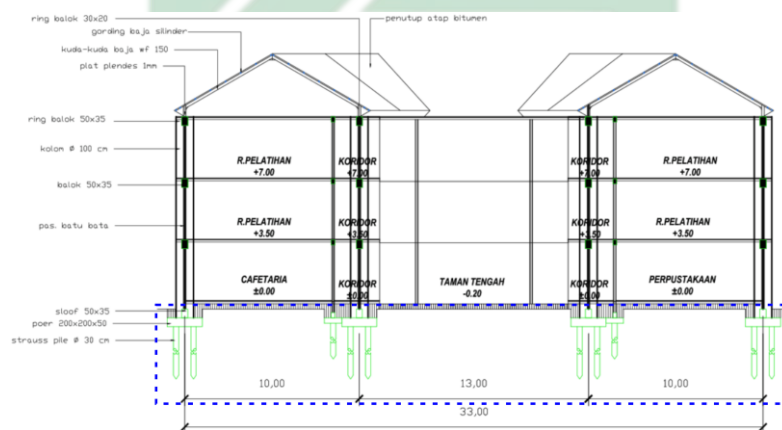 ring balok 30x20
penutup atap bitumen
gording baja silinder
kuda-kuda baja wf 150
plat plendes 1mm
ring balok 50x35
kolom ø 100 cm
R.PELATIHAN
+7.00
KORIDOR
+7.00
KORIDOR
+7.00
R.PELATIHAN
+7.00
balok 50x35
pas. batu bata
R.PELATIHAN
+3.50
KORIDOR
+3.50
KORIDOR
+3.50
R.PELATIHAN
+3.50
CAFETARIA
±0.00
KORIDOR
±0.00
TAMAN TENGAH
-0.20
KORIDOR
±0.00
PERPUSTAKAAN
±0.00
sloof 50x35
poer 200x200x50
strauss pile ø 30 cm
10,00
13,00
10,00
33,00